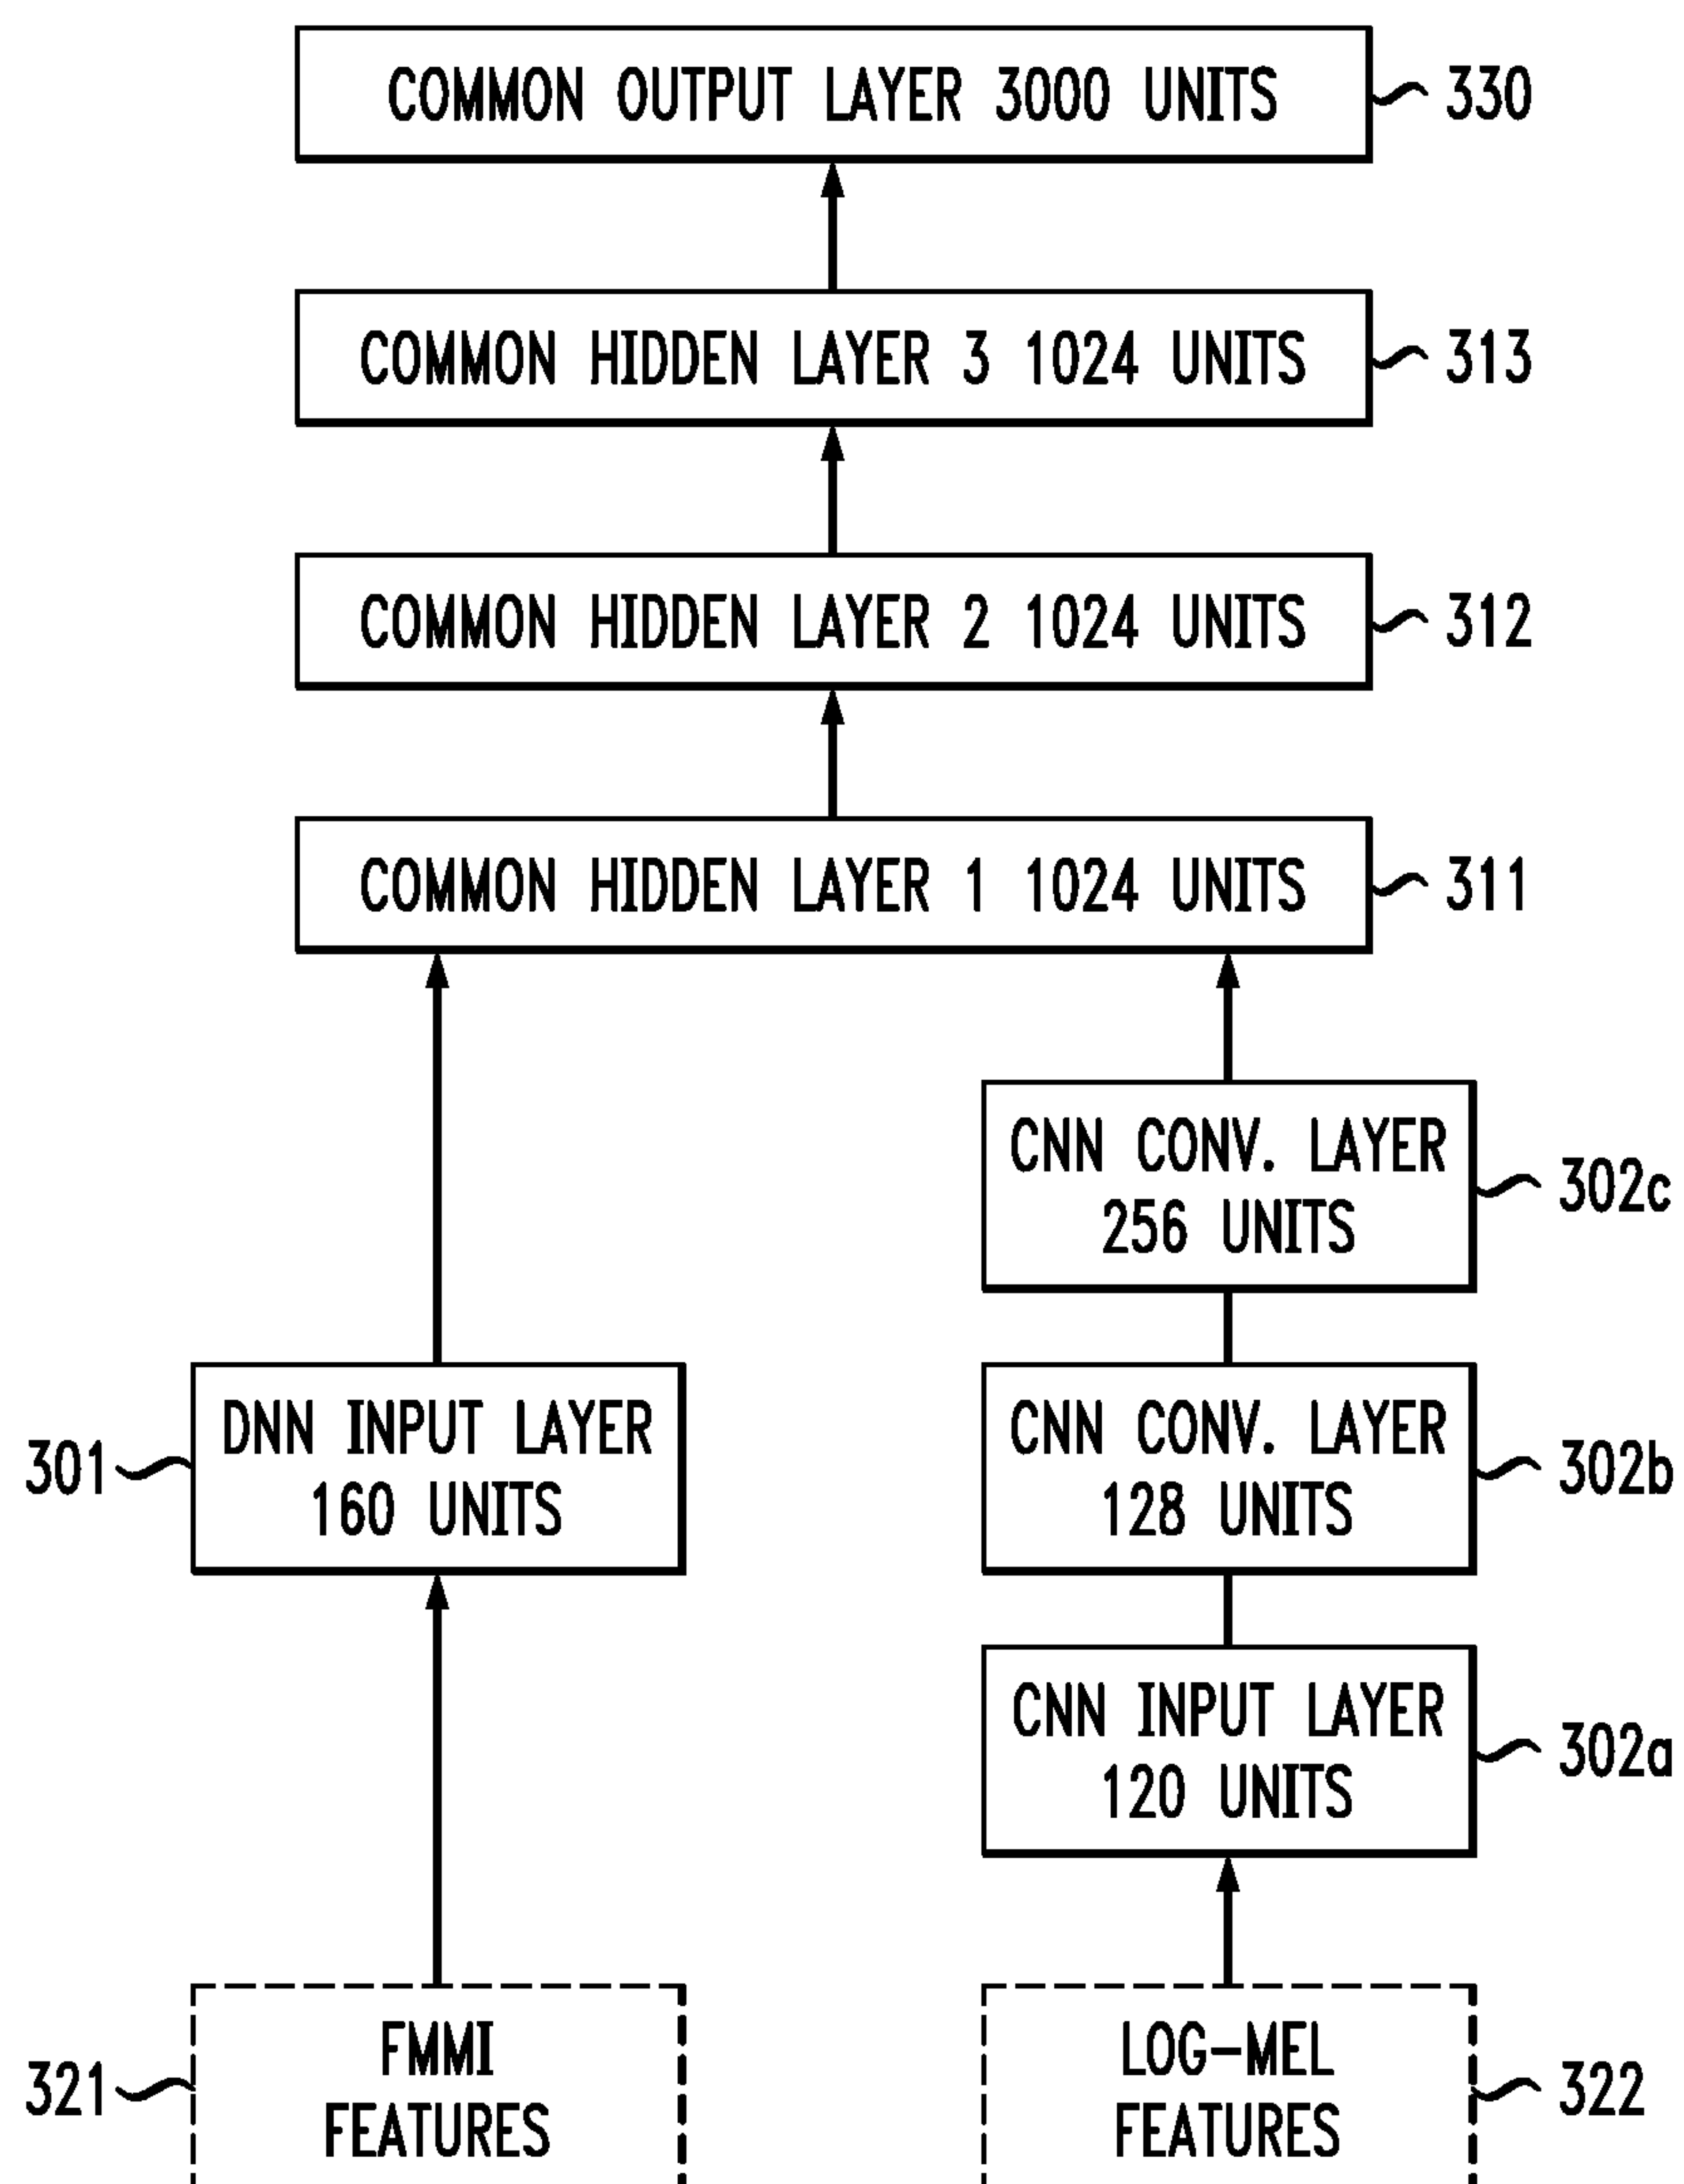 COMMON OUTPUT LAYER 3000 UNITS
330
COMMON HIDDEN LAYER 3 1024 UNITS
313
COMMON HIDDEN LAYER 2 1024 UNITS
312
COMMON HIDDEN LAYER 1 1024 UNITS
311
CNN CONV. LAYER
256 UNITS
302c
301
DNN INPUT LAYER
160 UNITS
CNN CONV. LAYER
128 UNITS
302b
CNN INPUT LAYER
120 UNITS
302a
321
FMMI
FEATURES
LOG-MEL
FEATURES
322